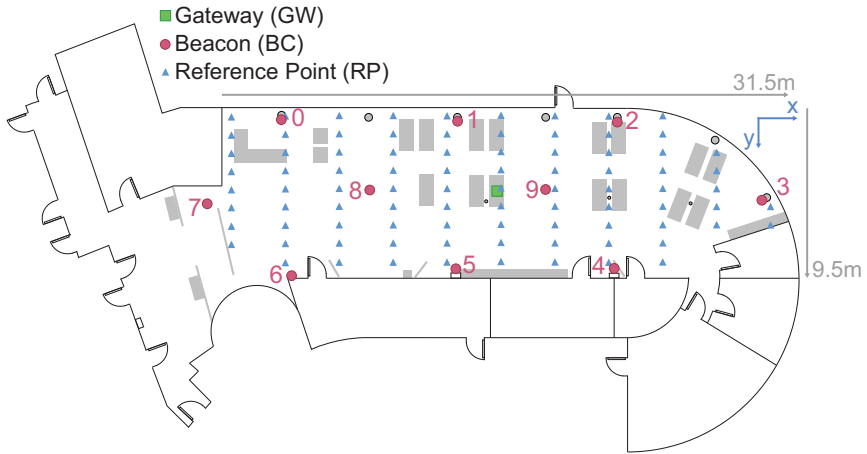 Gateway (GW)
Beacon (BC)
Reference Point (RP)
31.5m
x
y
0
1
2
3
8
9
7
6
5
4
9.5m